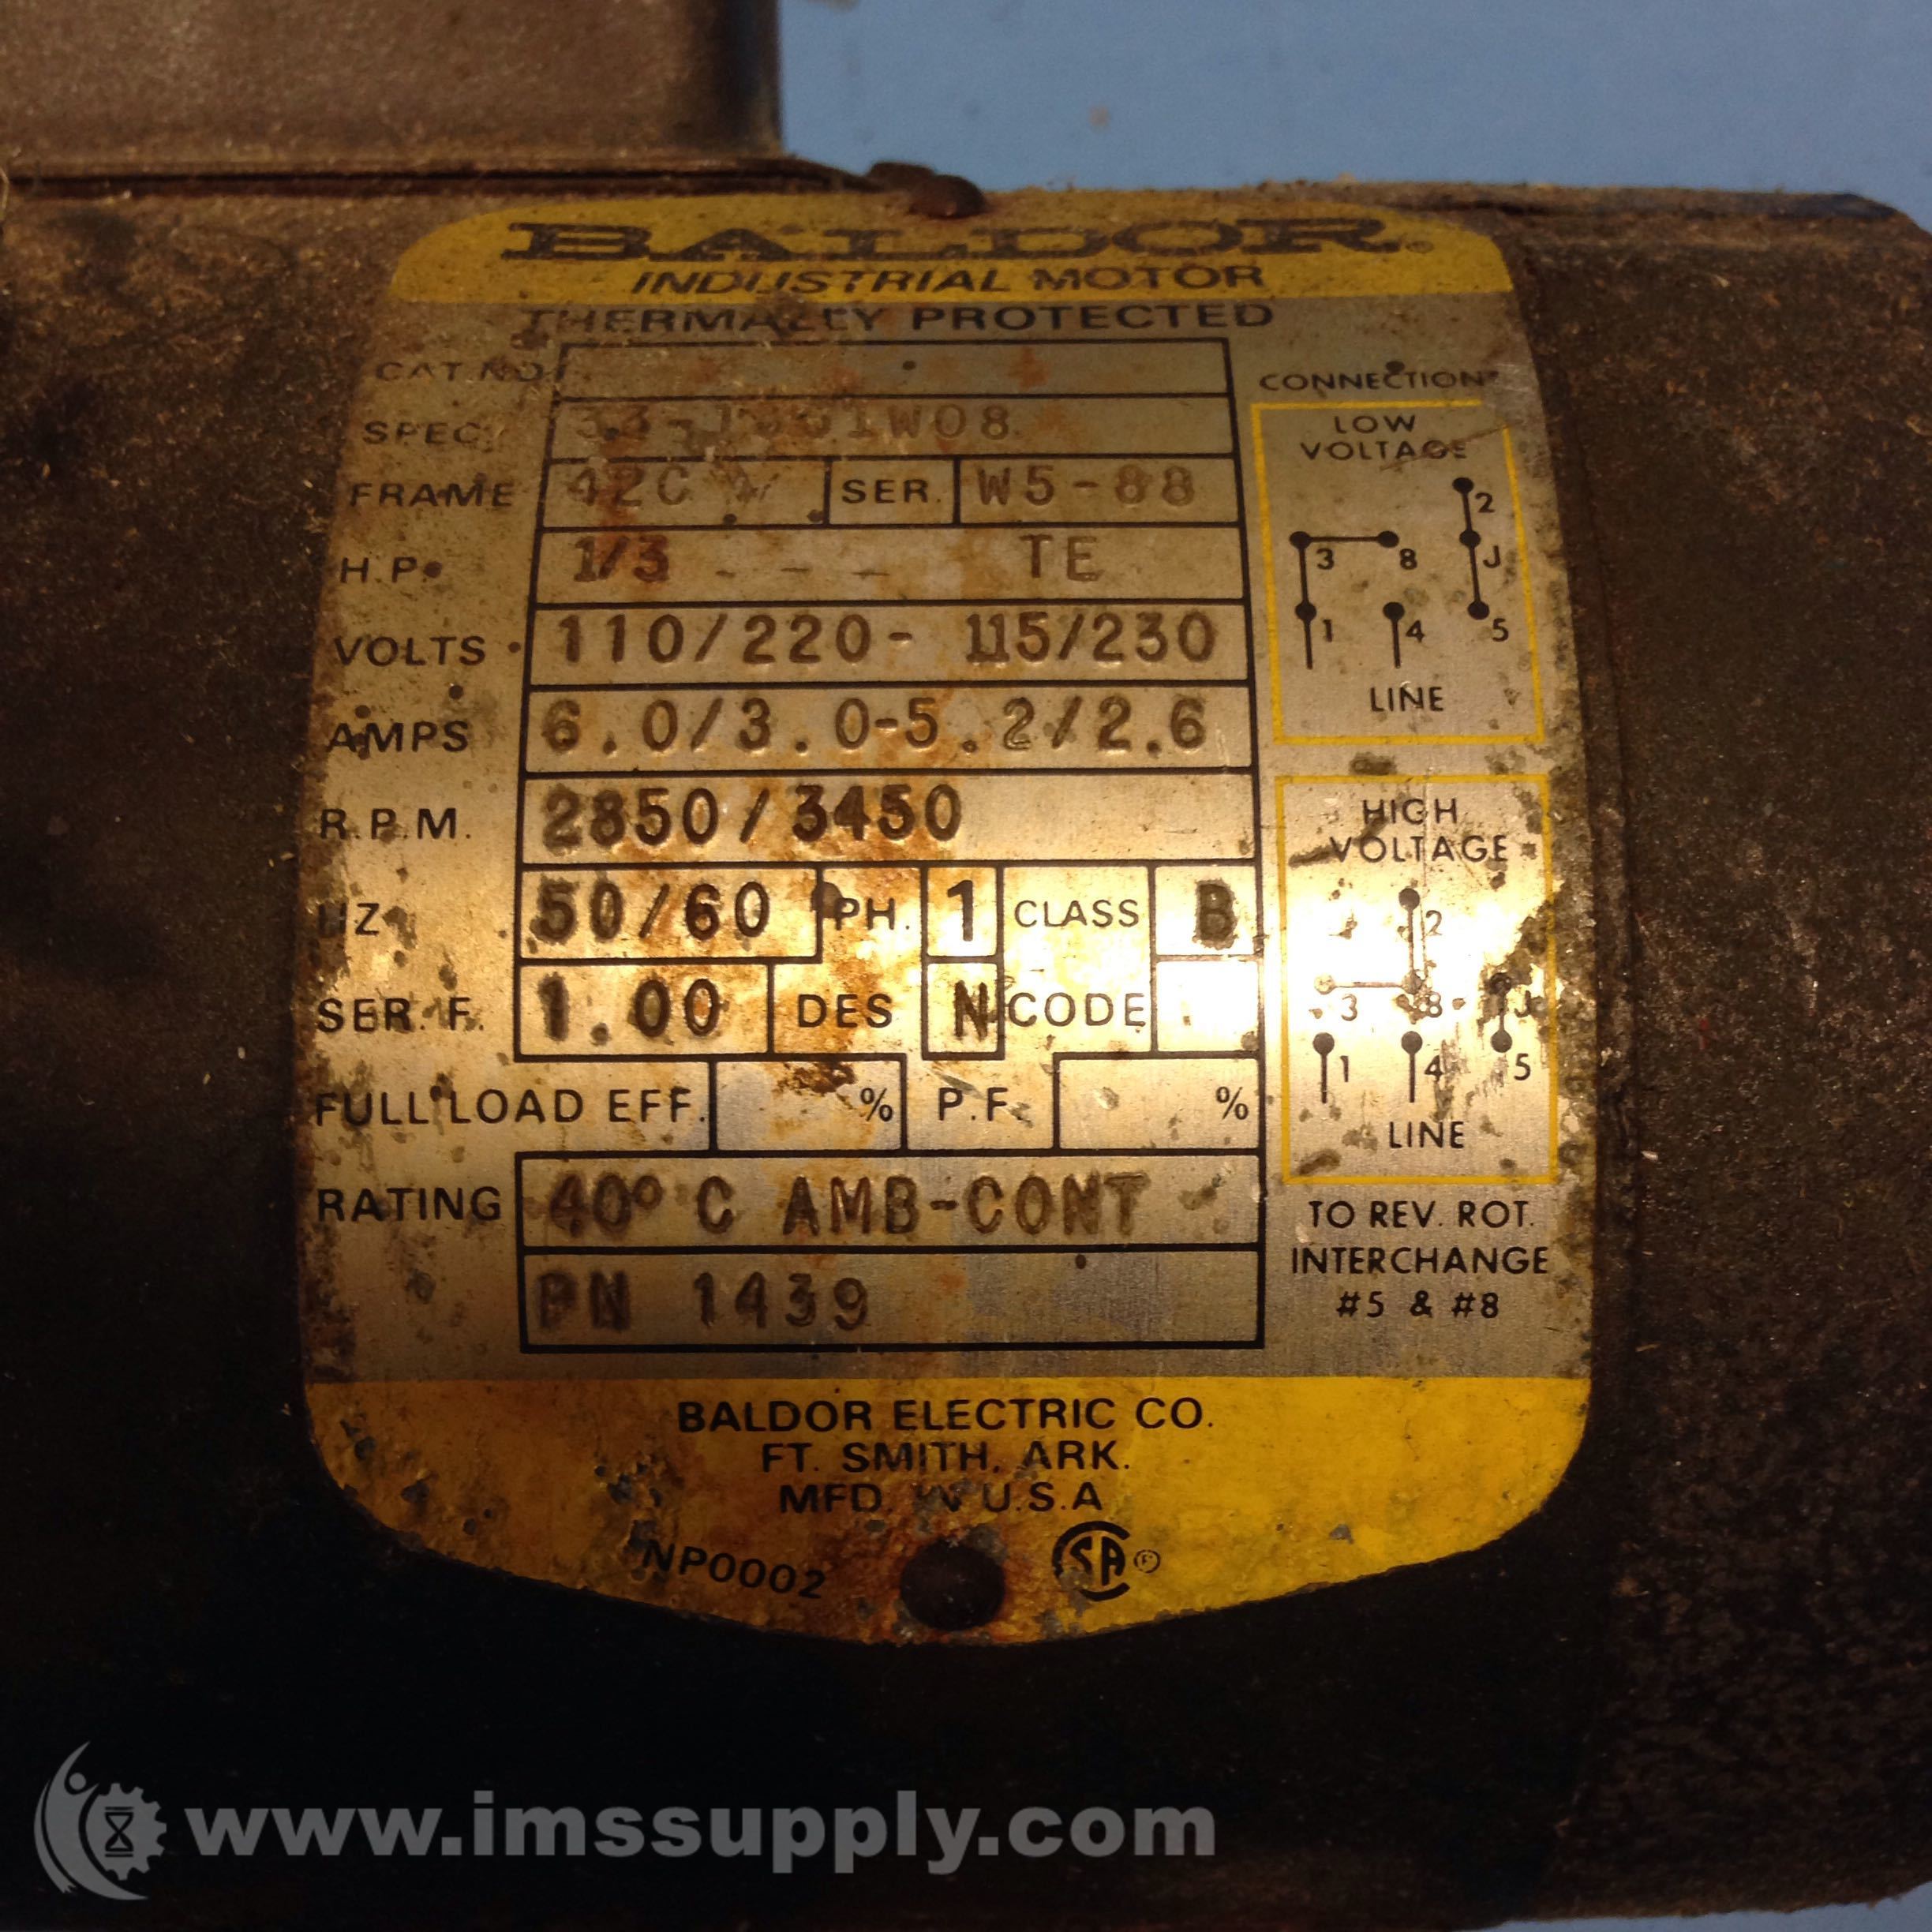 BALDOR®
INDUSTRIAL MOTOR
THERMALLY PROTECTED
CAT NO.
SPEC.
FRAME 42C SER. W5-88
H.P. 1/3 - - - TE
VOLTS 110/220- 115/230
AMPS 6.0/3.0-5.2/2.6
R.P.M. 2850/3450
HZ 50/60 PH. 1 CLASS B
SER. F. 1.00 DES N CODE
FULL LOAD EFF. % P.F. %
RATING 40° C AMB-CONT
PN 1439
CONNECTION
LOW
VOLTAGE
2
3 8 J
1 4 5
LINE
HIGH
VOLTAGE
2
3 8 J
1 4 5
LINE
TO REV. ROT.
INTERCHANGE
#5 & #8
BALDOR ELECTRIC CO.
FT. SMITH, ARK.
MFD. IN U.S.A
NP0002 SA®
www.imssupply.com